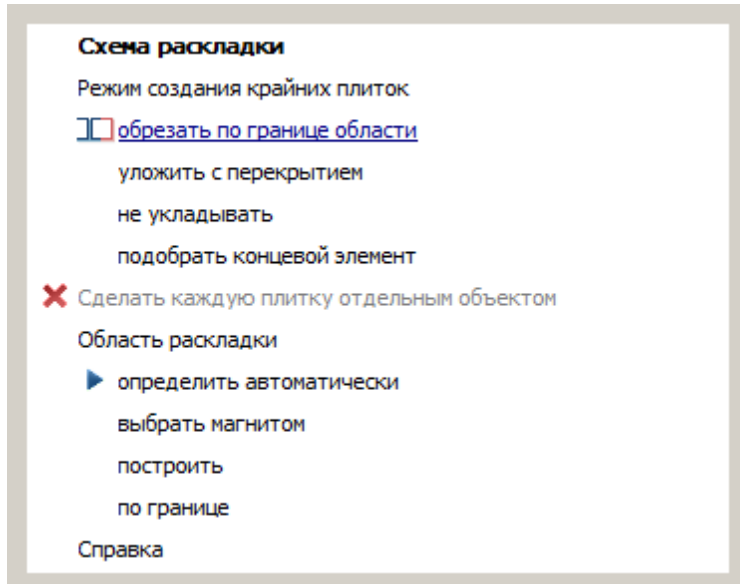 Схема раскладки
Режим создания крайних плиток
обрезать по границе области
уложить с перекрытием
не укладывать
подобрать концевой элемент
Сделать каждую плитку отдельным объектом
Область раскладки
определить автоматически
выбрать магнитом
построить
по границе
Справка